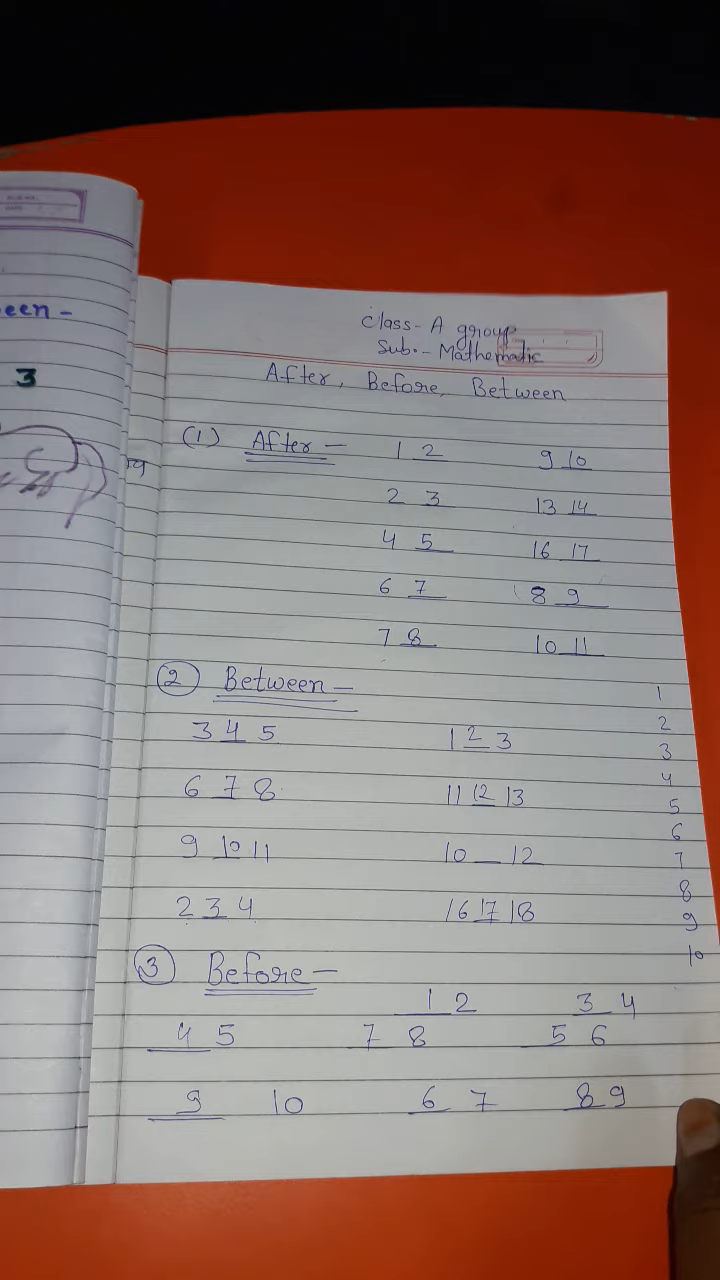 een -
3
Class- A group
Sub.- Mathematic
After, Before, Between
(1) After - 1 2 9 10
2 3 13 14
4 5 16 17
6 7 8 9
7 8 10 11
2 Between -
3 4 5 1 2 3
6 7 8 11 12 13
9 10 11 10 __ 12
2 3 4 16 17 18
1
2
3
4
5
6
7
8
9
10
3 Before -
1 2 3 4
4 5 7 8 5 6
9 10 6 7 8 9